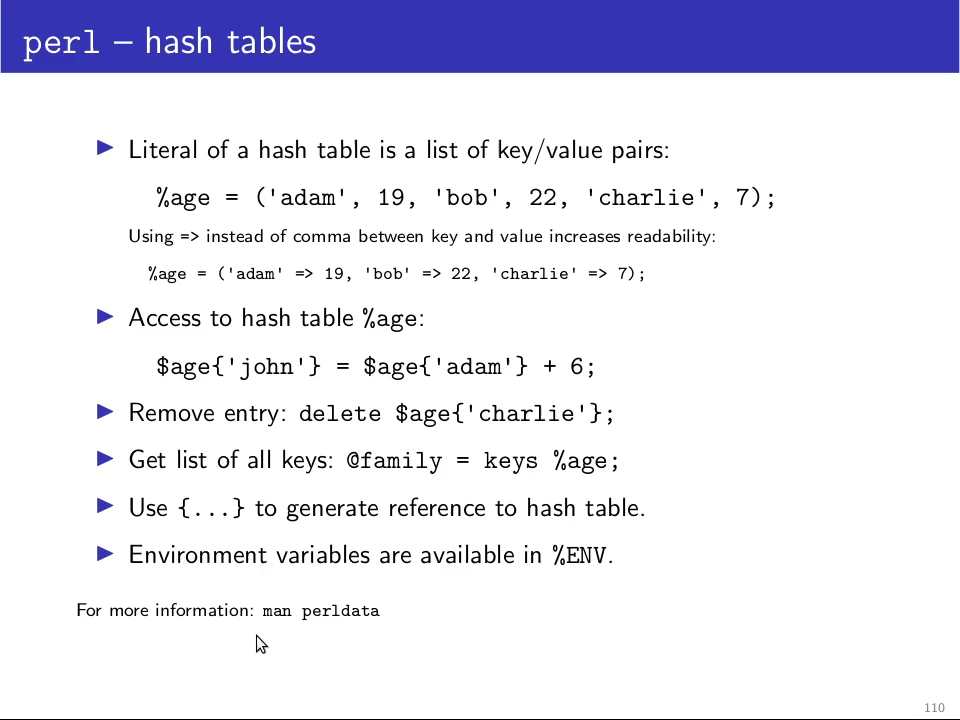 perl – hash tables
Literal of a hash table is a list of key/value pairs:
%age = ('adam', 19, 'bob', 22, 'charlie', 7);
Using => instead of comma between key and value increases readability:
%age = ('adam' => 19, 'bob' => 22, 'charlie' => 7);
Access to hash table %age:
$age{'john'} = $age{'adam'} + 6;
Remove entry: delete $age{'charlie'};
Get list of all keys: @family = keys %age;
Use {...} to generate reference to hash table.
Environment variables are available in %ENV.
For more information: man perldata
110